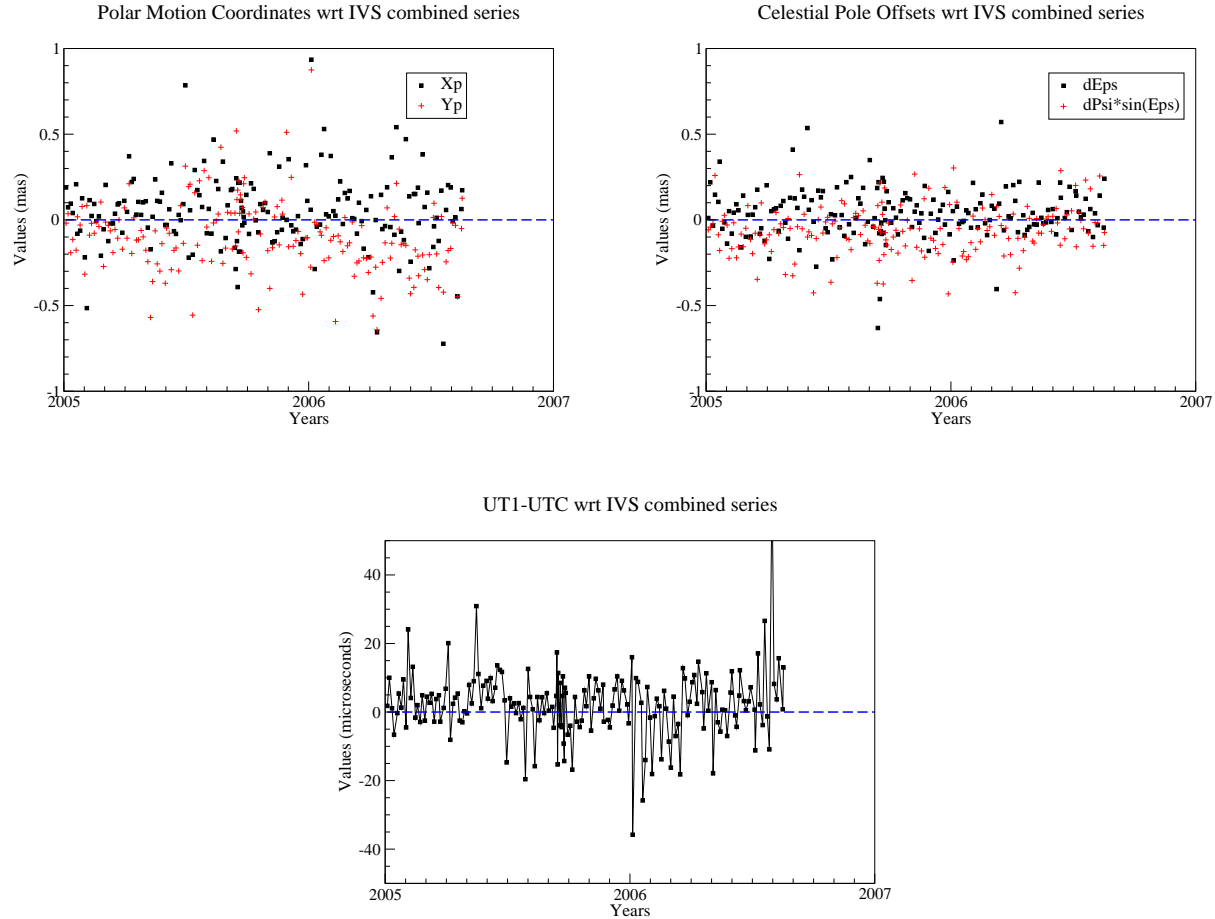 Polar Motion Coordinates wrt IVS combined series
1
0.5
0
-0.5
-1
Values (mas)
Xp
Yp
2005
2006
2007
Years
Celestial Pole Offsets wrt IVS combined series
1
0.5
0
-0.5
-1
Values (mas)
dEps
dPsi*sin(Eps)
2005
2006
2007
Years
UT1-UTC wrt IVS combined series
40
20
0
-20
-40
Values (microseconds)
2005
2006
2007
Years